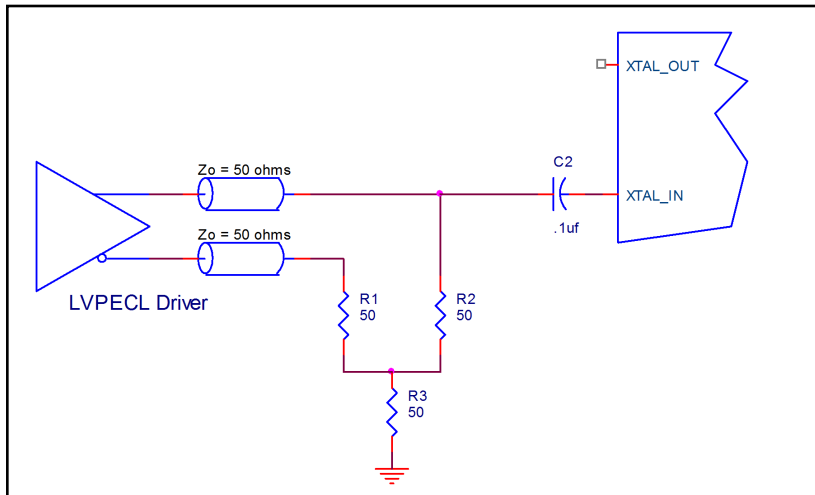 XTAL_OUT
C2
Zo = 50 ohms
XTAL_IN
.1uf
Zo = 50 ohms
LVPECL Driver
R1
50
R2
50
R3
50